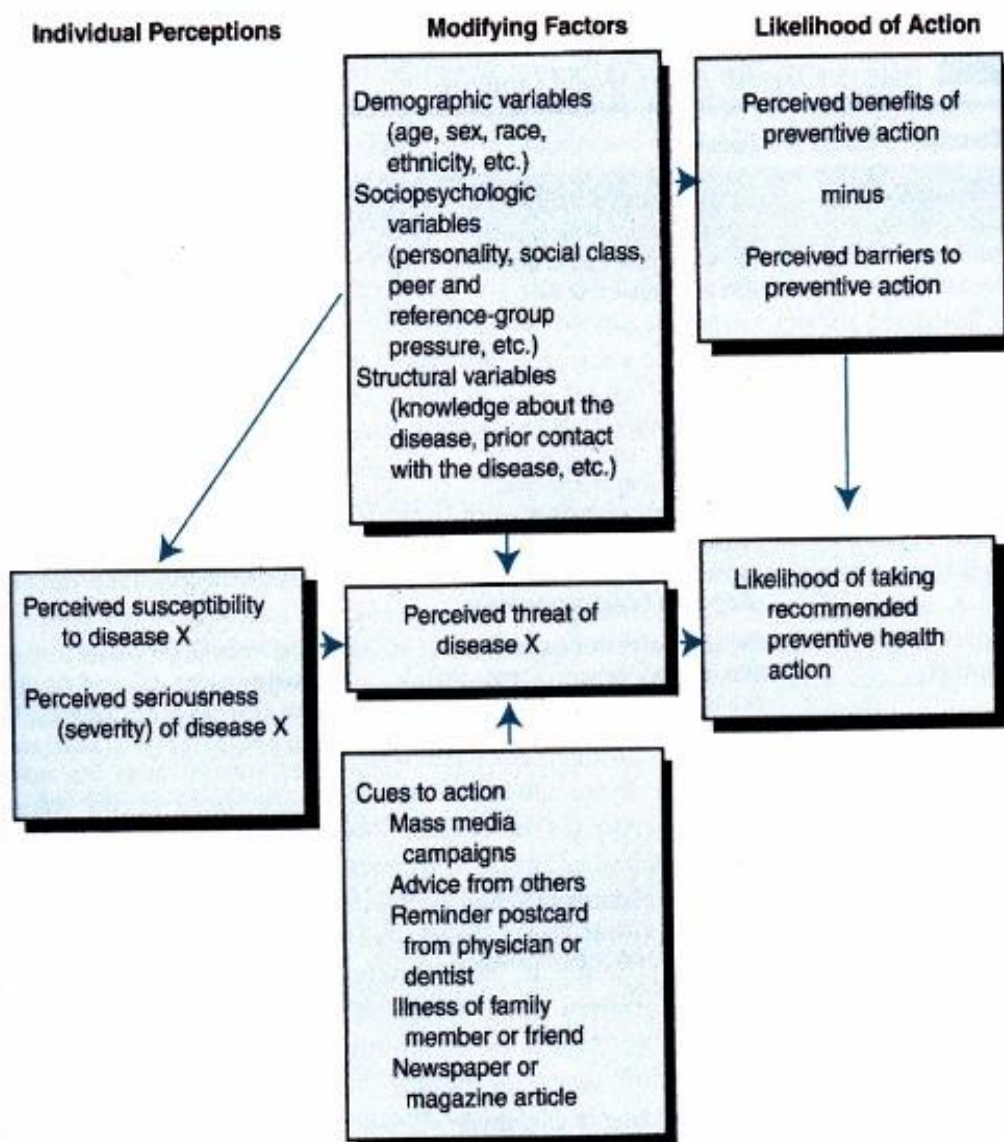 Individual Perceptions
Modifying Factors
Likelihood of Action
Demographic variables
(age, sex, race,
ethnicity, etc.)
Sociopsychologic
variables
(personality, social class,
peer and
reference-group
pressure, etc.)
Structural variables
(knowledge about the
disease, prior contact
with the disease, etc.)
Perceived benefits of
preventive action
minus
Perceived barriers to
preventive action
Perceived susceptibility
to disease X
Perceived seriousness
(severity) of disease X
Perceived threat of
disease X
Likelihood of taking
recommended
preventive health
action
Cues to action
Mass media
campaigns
Advice from others
Reminder postcard
from physician or
dentist
Illness of family
member or friend
Newspaper or
magazine article